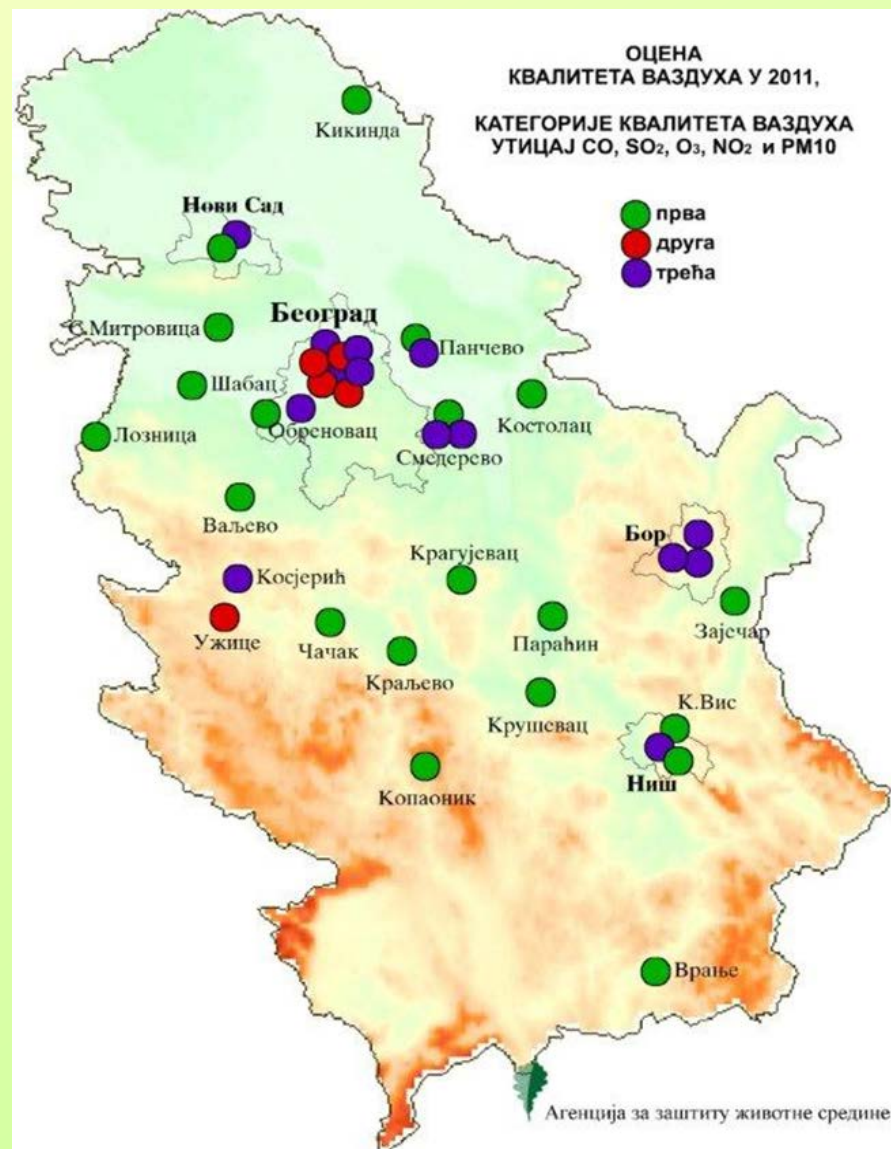 ОЦЕНА
КВАЛИТЕТА ВАЗДУХА У 2011,
КАТЕГОРИЈЕ КВАЛИТЕТА ВАЗДУХА
УТИЦАЈ CO, SO₂, O₃, NO₂ и PM10
прва
друга
трећа
Кикинда
Нови Сад
Београд
С.Митровица
Панчево
Шабац
Костолац
Обреновац
Лозница
Смедерево
Ваљево
Бор
Крагујевац
Косјерић
Зајечар
Ужице
Чачак
Параћин
Краљево
Крушевац
К.Вис
Ниш
Копаоник
Врање
Агенција за заштиту животне средине